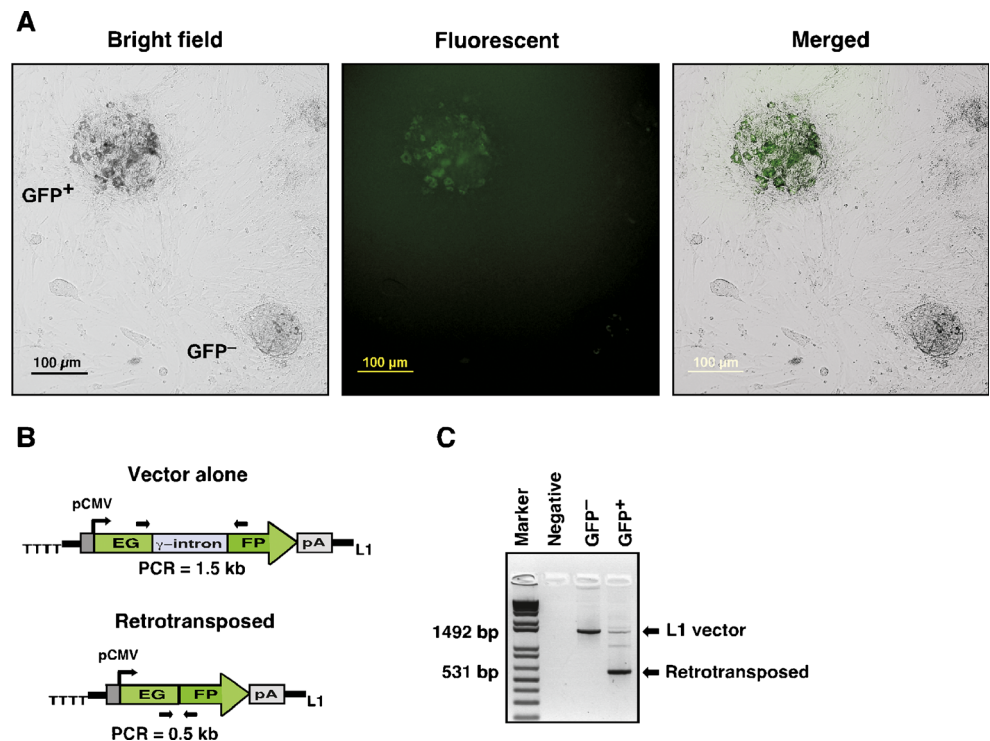 A
Bright field
Fluorescent
Merged
GFP+
GFP–
100 µm
100 µm
100 µm
B
Vector alone
pCMV
TTTT
EG
γ–intron
FP
pA
L1
PCR = 1.5 kb
Retrotransposed
pCMV
TTTT
EG
FP
pA
L1
PCR = 0.5 kb
C
Marker
Negative
GFP–
GFP+
1492 bp
L1 vector
531 bp
Retrotransposed